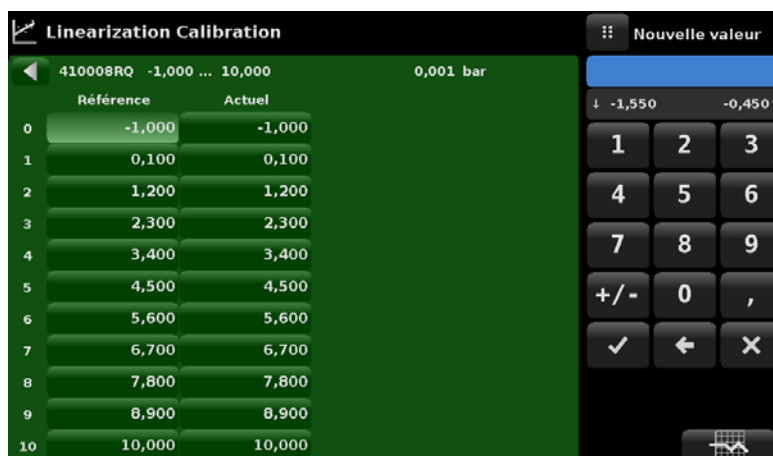 Linearization Calibration
410008RQ -1,000 ... 10,000 0,001 bar
Référence Actuel
0 -1,000 -1,000
1 0,100 0,100
2 1,200 1,200
3 2,300 2,300
4 3,400 3,400
5 4,500 4,500
6 5,600 5,600
7 6,700 6,700
8 7,800 7,800
9 8,900 8,900
10 10,000 10,000
Nouvelle valeur
↓ -1,550 -0,450
1 2 3
4 5 6
7 8 9
+/- 0 ,